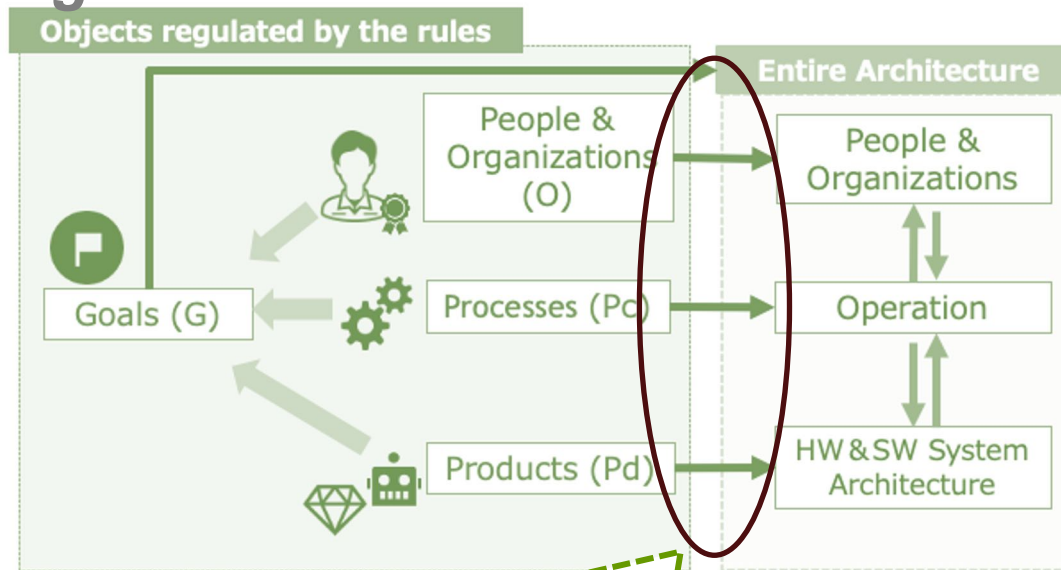 g
Objects regulated by the rules
Entire Architecture
People &
Organizations
(O)
People &
Organizations
Goals (G)
Processes (Pc)
Operation
Products (Pd)
HW&SW System
Architecture